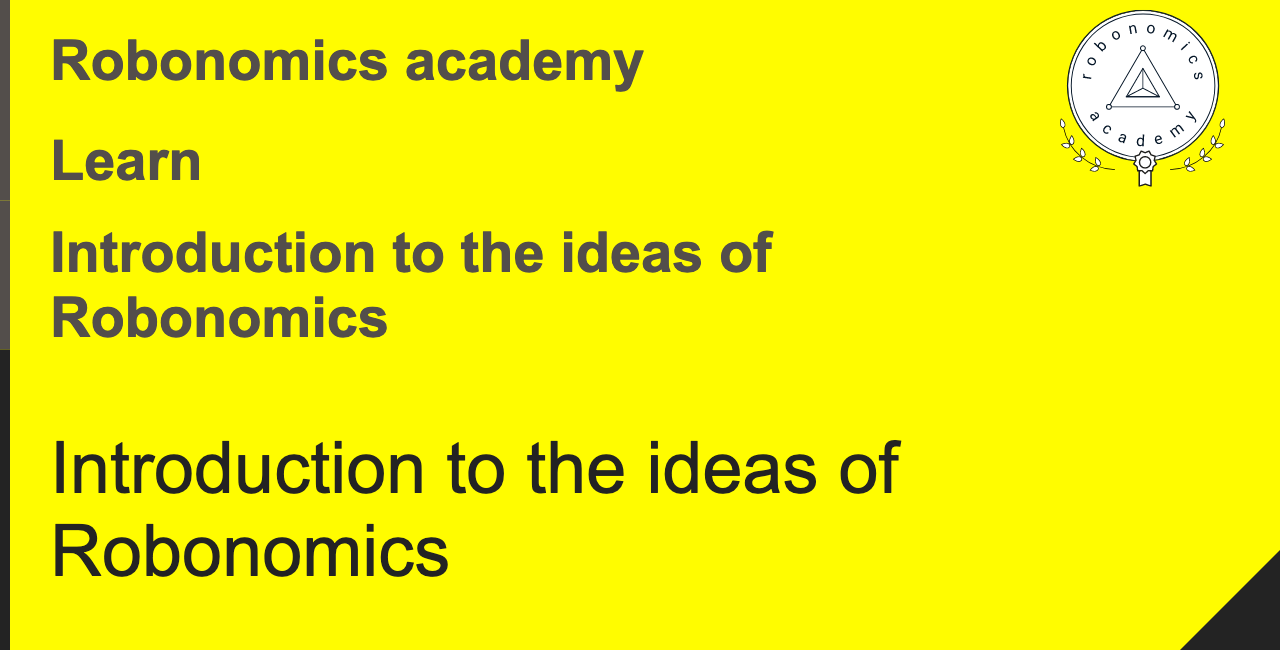 Robonomics academy
Learn
Introduction to the ideas of
Robonomics
Introduction to the ideas of
Robonomics
robonomics
academy